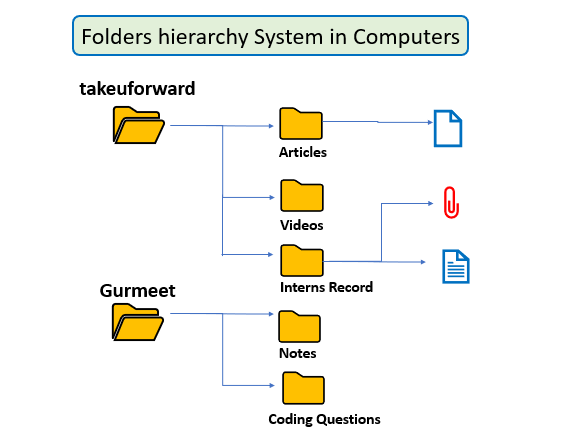 Folders hierarchy System in Computers
takeuforward
Articles
Videos
Interns Record
Gurmeet
Notes
Coding Questions